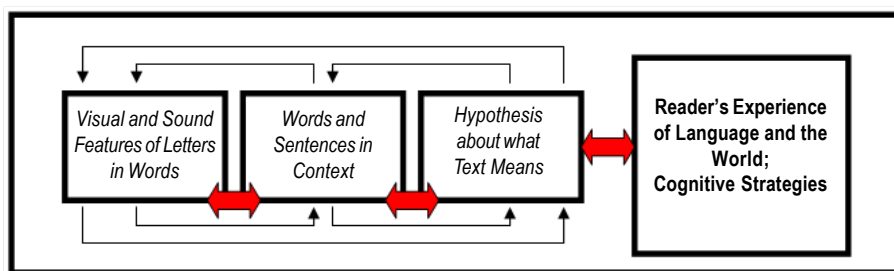 Visual and Sound
Features of Letters
in Words
Words and
Sentences in
Context
Hypothesis
about what
Text Means
Reader’s Experience
of Language and the
World;
Cognitive Strategies